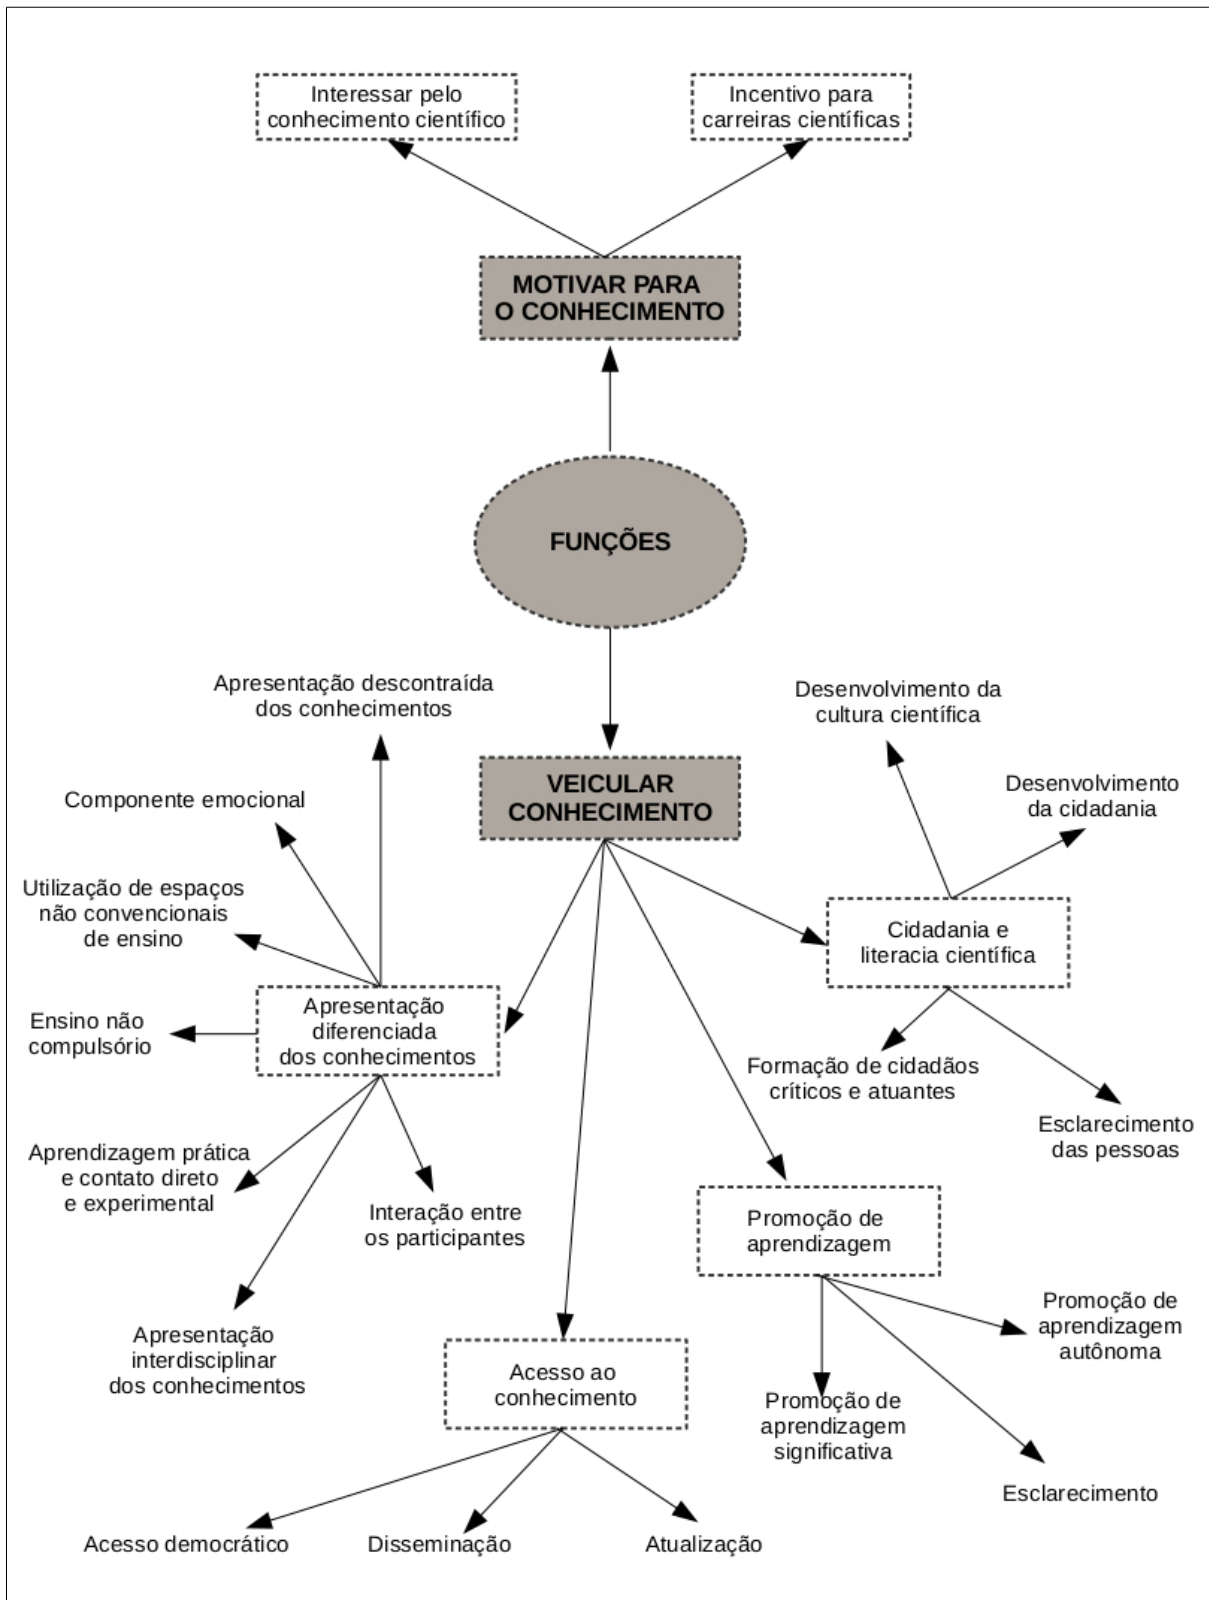 Interessar pelo
conhecimento científico
Incentivo para
carreiras científicas
MOTIVAR PARA
O CONHECIMENTO
FUNÇÕES
Apresentação descontraída
dos conhecimentos
Desenvolvimento da
cultura científica
VEICULAR
CONHECIMENTO
Desenvolvimento
da cidadania
Componente emocional
Utilização de espaços
não convencionais
de ensino
Cidadania e
literacia científica
Apresentação
diferenciada
dos conhecimentos
Ensino não
compulsório
Formação de cidadãos
críticos e atuantes
Esclarecimento
das pessoas
Aprendizagem prática
e contato direto
e experimental
Interação entre
os participantes
Promoção de
aprendizagem
Apresentação
interdisciplinar
dos conhecimentos
Promoção de
aprendizagem
autônoma
Acesso ao
conhecimento
Promoção de
aprendizagem
significativa
Esclarecimento
Acesso democrático
Disseminação
Atualização